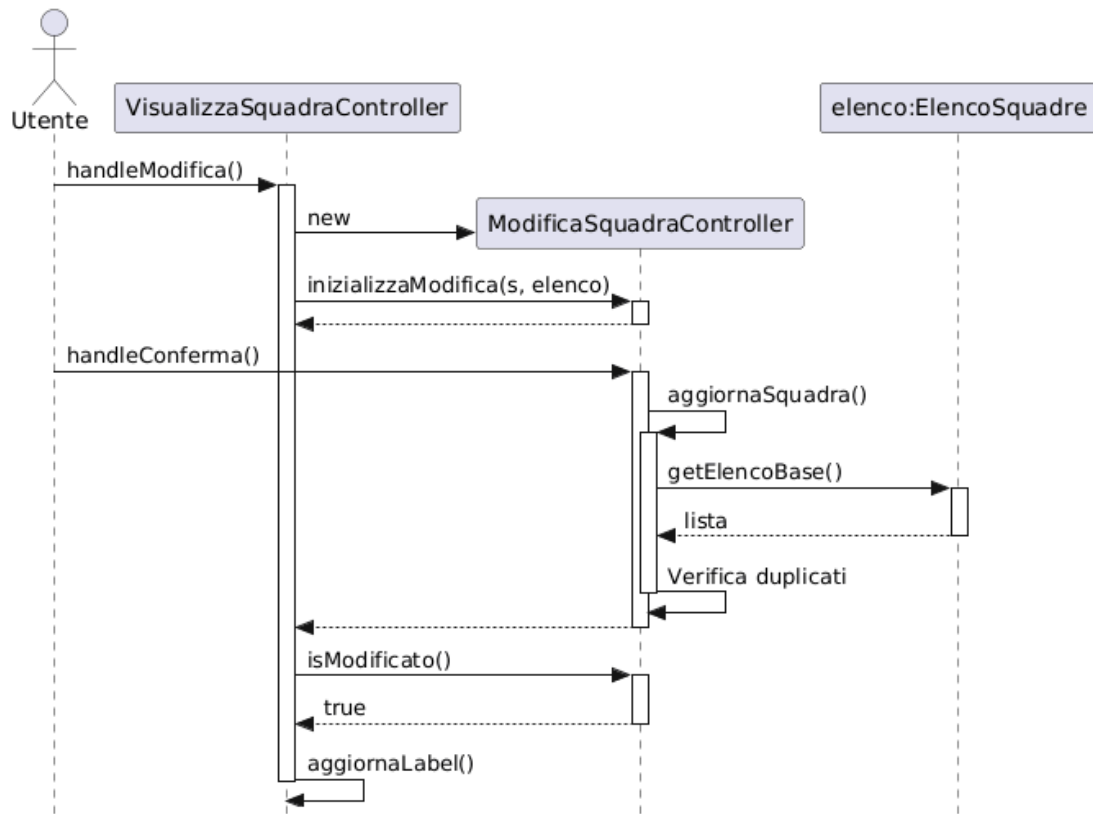 Utente
VisualizzaSquadraController
elenco:ElencoSquadre
handleModifica()
new
ModificaSquadraController
inizializzaModifica(s, elenco)
handleConferma()
aggiornaSquadra()
getElencoBase()
lista
Verifica duplicati
isModificato()
true
aggiornaLabel()